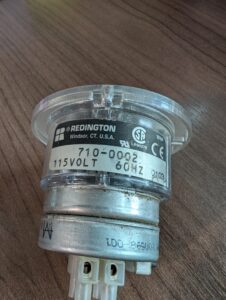 REDINGTON
Windsor, CT. U.S.A.
710-0002
115VOLT 60HZ